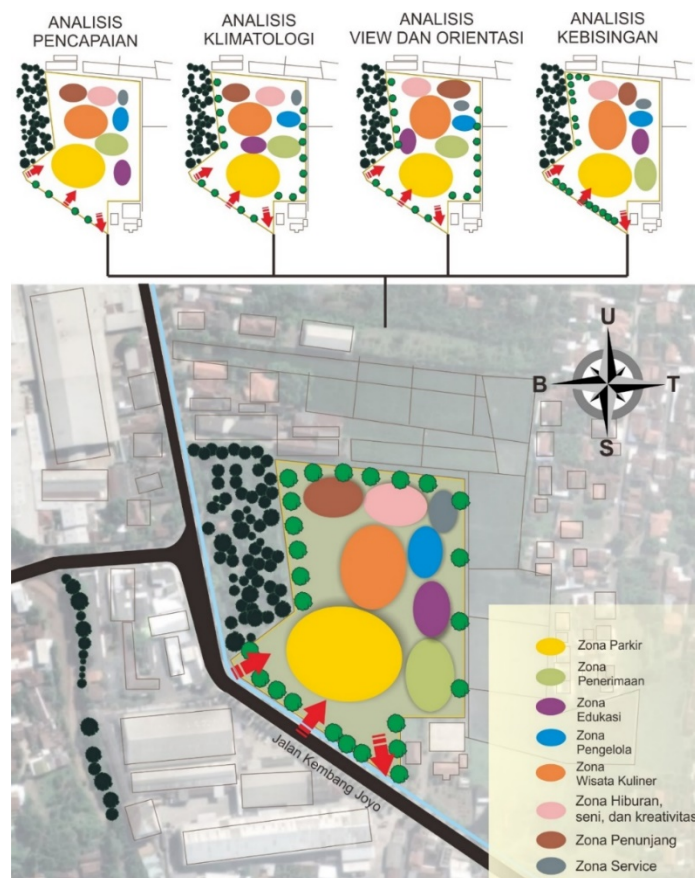 ANALISIS
PENCAPAIAN
ANALISIS
KLIMATOLOGI
ANALISIS
VIEW DAN ORIENTASI
ANALISIS
KEBISINGAN
U
B
T
S
Jalan Kembang Joyo
Zona Parkir
Zona
Penerimaan
Zona
Edukasi
Zona
Pengelola
Zona
Wisata Kuliner
Zona Hiburan,
seni, dan kreativitas
Zona Penunjang
Zona Service